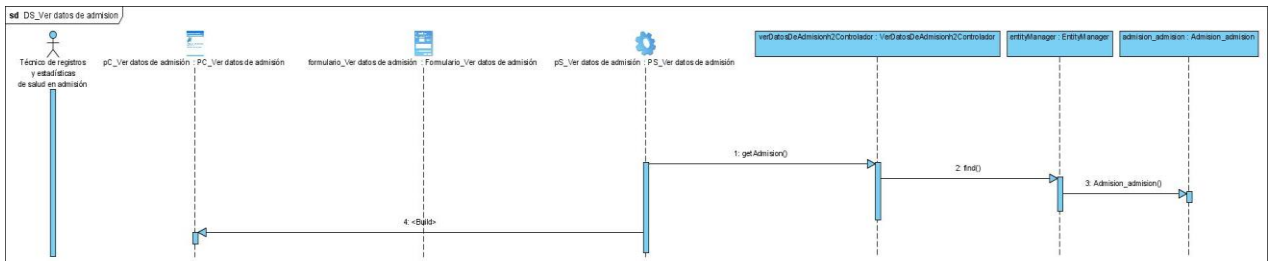 sd DS_Ver datos de admision
Técnico de registros
y estadísticas
de salud en admisión
pC_Ver datos de admisión : PC_Ver datos de admisión
formulario_Ver datos de admisión : Formulario_Ver datos de admisión
pS_Ver datos de admisión : PS_Ver datos de admisión
verDatosDeAdmisionh2Controlador : VerDatosDeAdmisionh2Controlador
entityManager : EntityManager
admision_admision : Admision_admision
1: getAdmision()
2: find()
3: Admision_admision()
4: <Build>